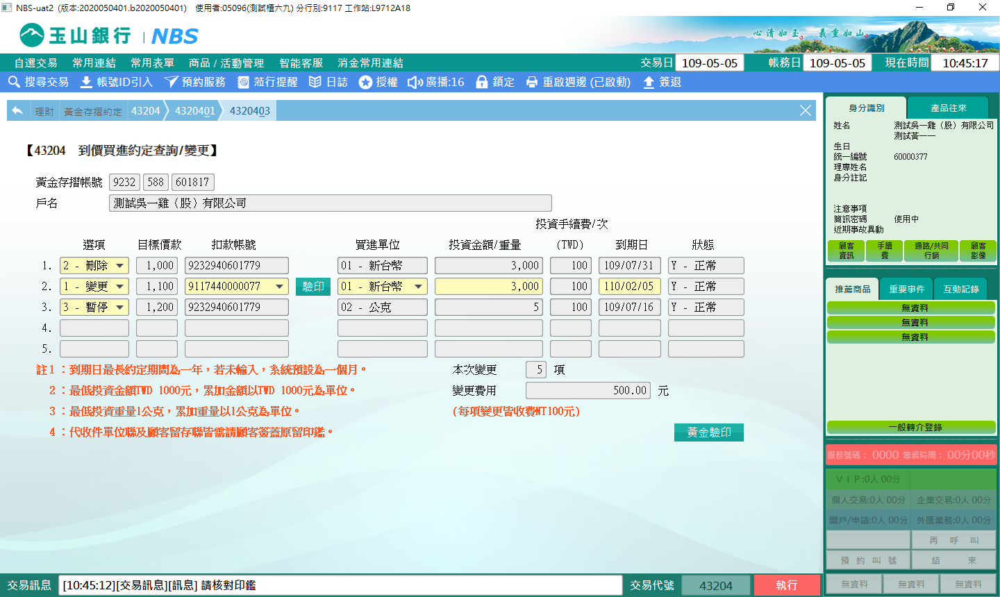 NBS-uat2 (版本:2020050401.b2020050401) 使用者:05096(測試櫃六九) 分行別:9117 工作站:L9712A18
玉山銀行 NBS
心清如玉。義重如山。
自選交易 常用連結 常用表單 商品 / 活動管理 智能客服 消金常用連結 交易日 109-05-05 帳務日 109-05-05 現在時間 10:45:17
搜尋交易 帳號ID引入 預約服務 蒞行提醒 日誌 授權 廣播:16 鎖定 重啟週邊 (已啟動) 簽退
理財 黃金存摺約定 43204 4320401 4320403
【43204 到價買進約定查詢/變更】
黃金存摺帳號 9232 588 601817
戶名 測試吳一雞（股）有限公司
投資手續費/次
選項 目標價款 扣款帳號 買進單位 投資金額/重量 (TWD) 到期日 狀態
1. 2 - 刪除 1,000 9232940601779 01 - 新台幣 3,000 100 109/07/31 Y - 正常
2. 1 - 變更 1,100 9117440000077 驗印 01 - 新台幣 3,000 100 110/02/05 Y - 正常
3. 3 - 暫停 1,200 9232940601779 02 - 公克 5 100 109/07/16 Y - 正常
4.
5.
註１：到期日最長約定期間為一年，若未輸入，系統預設為一個月。 本次變更 5 項
２：最低投資金額TWD 1000元，累加金額以TWD 1000元為單位。 變更費用 500.00 元
３：最低投資重量1公克，累加重量以1公克為單位。 (每項變更皆收費NT100元)
４：代收件單位聯及顧客留存聯皆需請顧客簽蓋原留印鑑。 黃金驗印
交易訊息 [10:45:12][交易訊息][訊息] 請核對印鑑 交易代號 43204 執行
身分識別 產品往來
姓名 測試吳一雞（股）有限公司
測試黃一一
生日
統一編號 60000377
理專姓名
身分註記
注意事項
簡訊密碼 使用中
近期事故異動
顧客資訊 手續費 通路/共同行銷 顧客影像
推薦商品 重要事件 互動記錄
無資料
無資料
無資料
一般轉介登錄
服務號碼： 0000 等候時間： 00分00秒
ＶＩＰ:0人 00分
個人交易:0人 00分 企業交易:0人 00分
開戶/申請:0人 00分 外匯業務:0人 00分
再 呼 叫
預 約 叫 號 結 束
無資料 無資料 無資料